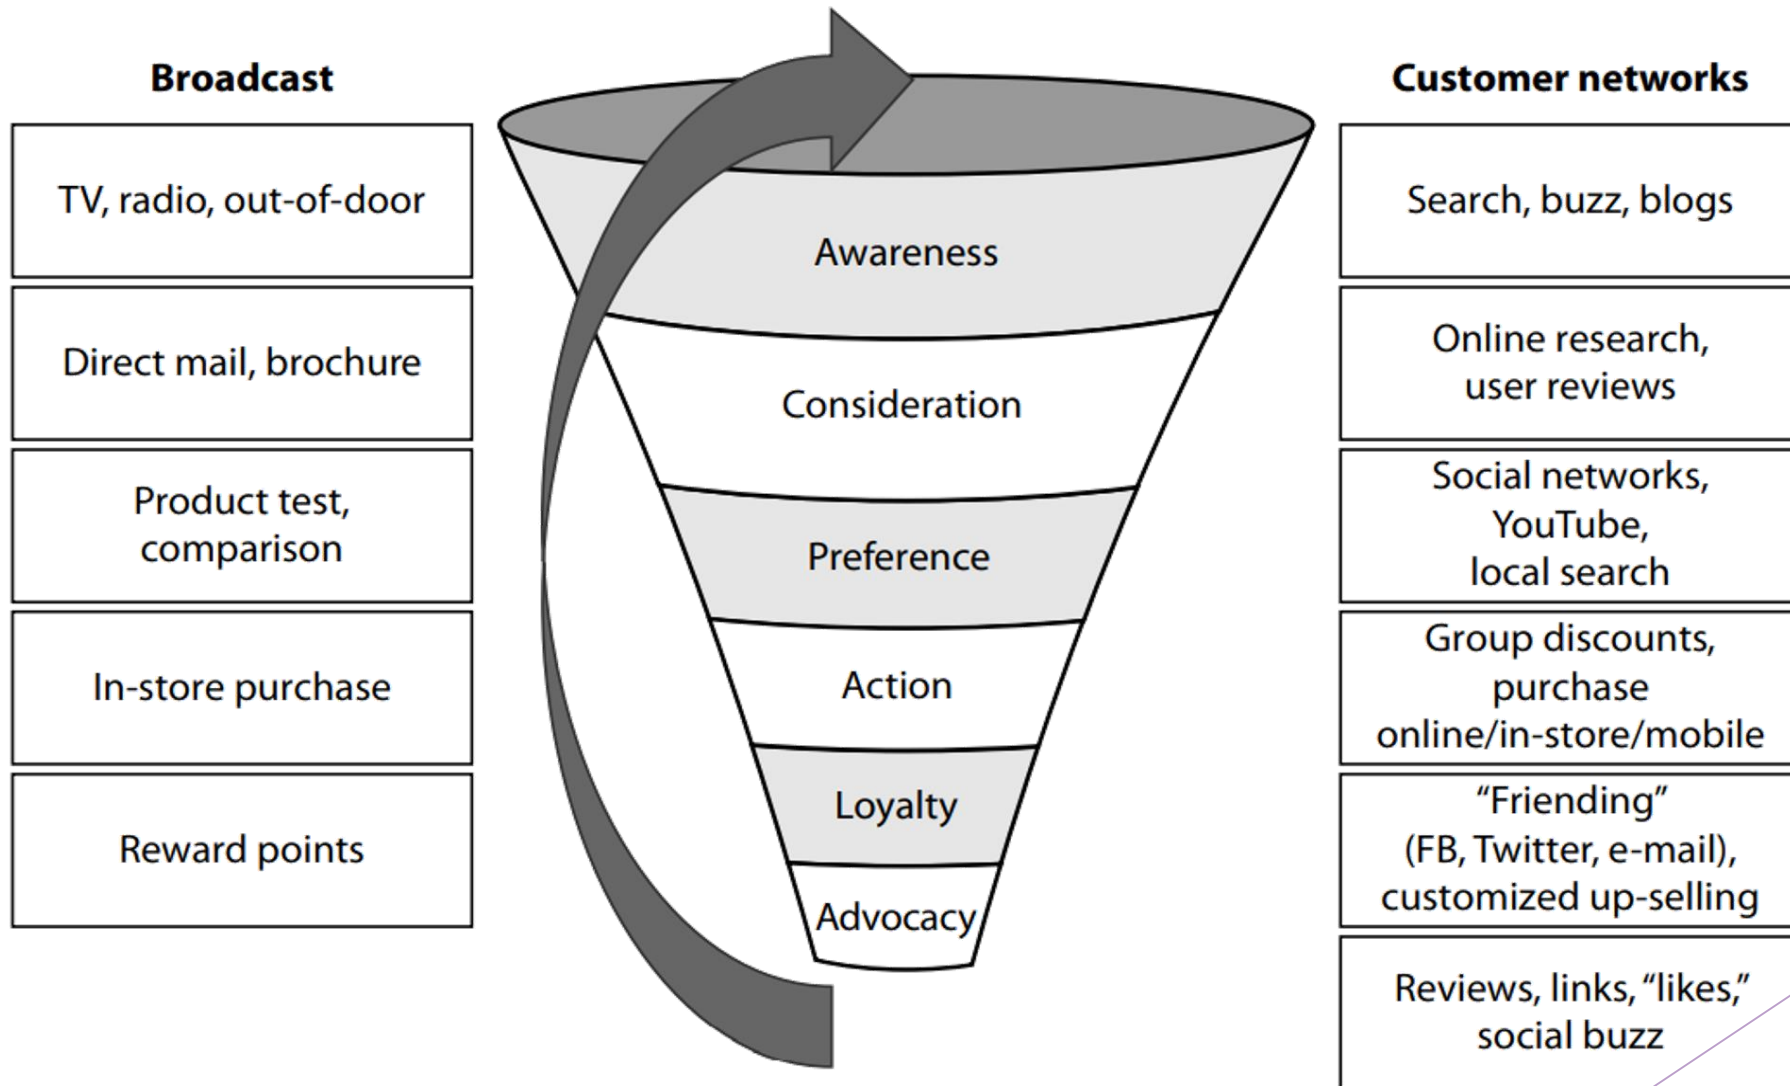 Broadcast
TV, radio, out-of-door
Direct mail, brochure
Product test,
comparison
In-store purchase
Reward points
Awareness
Consideration
Preference
Action
Loyalty
Advocacy
Customer networks
Search, buzz, blogs
Online research,
user reviews
Social networks,
YouTube,
local search
Group discounts,
purchase
online/in-store/mobile
“Friending”
(FB, Twitter, e-mail),
customized up-selling
Reviews, links, “likes,”
social buzz